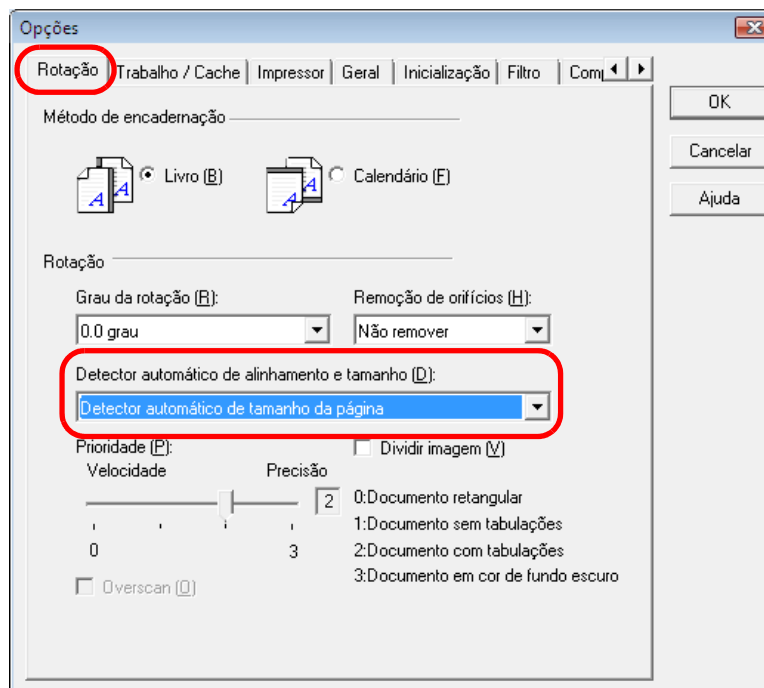 Opções
Rotação Trabalho / Cache Impressor Geral Inicialização Filtro
OK
Cancelar
Ajuda
Método de encadernação
A A Livro (B) A A Calendário (F)
Rotação
Grau da rotação (R): Remoção de orifícios (H):
0.0 grau Não remover
Detector automático de alinhamento e tamanho (D):
Detector automático de tamanho da página
Prioridade (P): Dividir imagem (V)
Velocidade Precisão
2
0:Documento retangular
1:Documento sem tabulações
2:Documento com tabulações
3:Documento em cor de fundo escuro
0 3
Overscan (O)